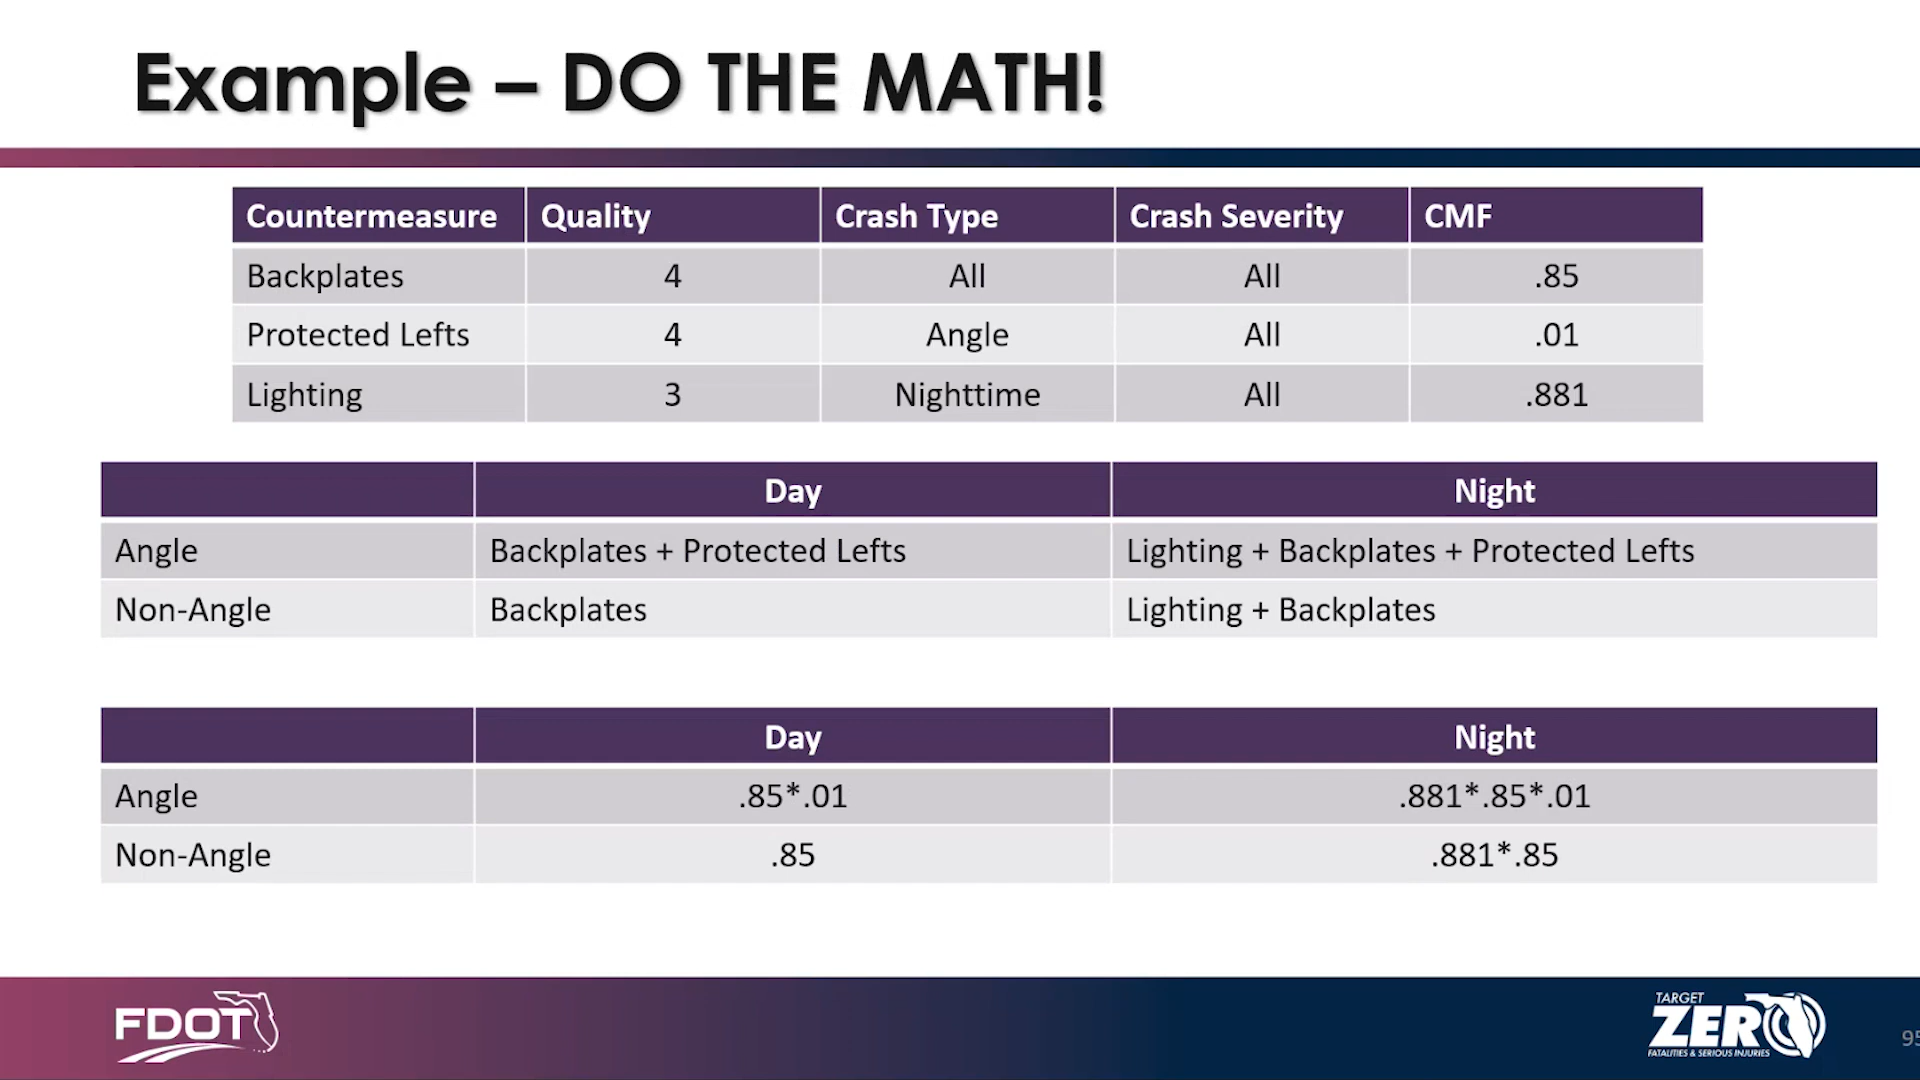 Example – DO THE MATH!
Countermeasure Quality Crash Type Crash Severity CMF
Backplates 4 All All .85
Protected Lefts 4 Angle All .01
Lighting 3 Nighttime All .881
Day Night
Angle Backplates + Protected Lefts Lighting + Backplates + Protected Lefts
Non-Angle Backplates Lighting + Backplates
Day Night
Angle .85*.01 .881*.85*.01
Non-Angle .85 .881*.85
FDOT
TARGET
ZERO
FATALITIES & SERIOUS INJURIES
95